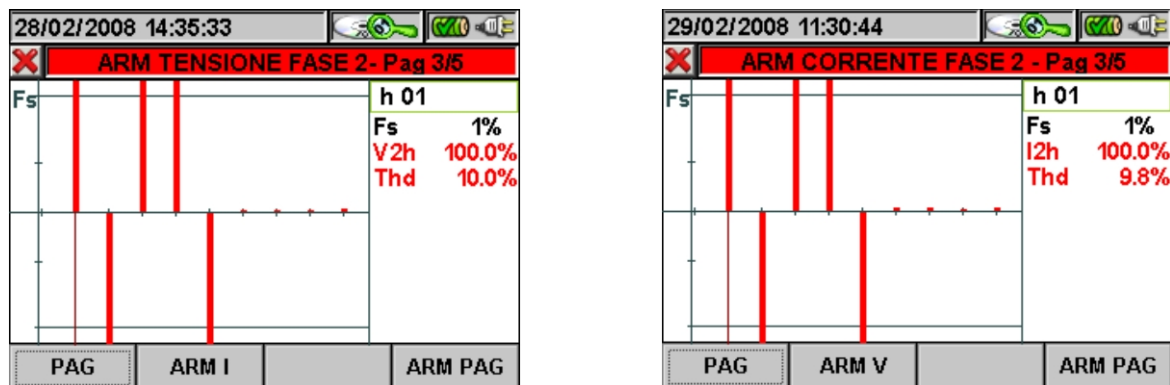 28/02/2008 14:35:33
ARM TENSIONE FASE 2- Pag 3/5
Fs
h 01
Fs 1%
V2h 100.0%
Thd 10.0%
PAG ARM I ARM PAG
29/02/2008 11:30:44
ARM CORRENTE FASE 2 - Pag 3/5
Fs
h 01
Fs 1%
I2h 100.0%
Thd 9.8%
PAG ARM V ARM PAG